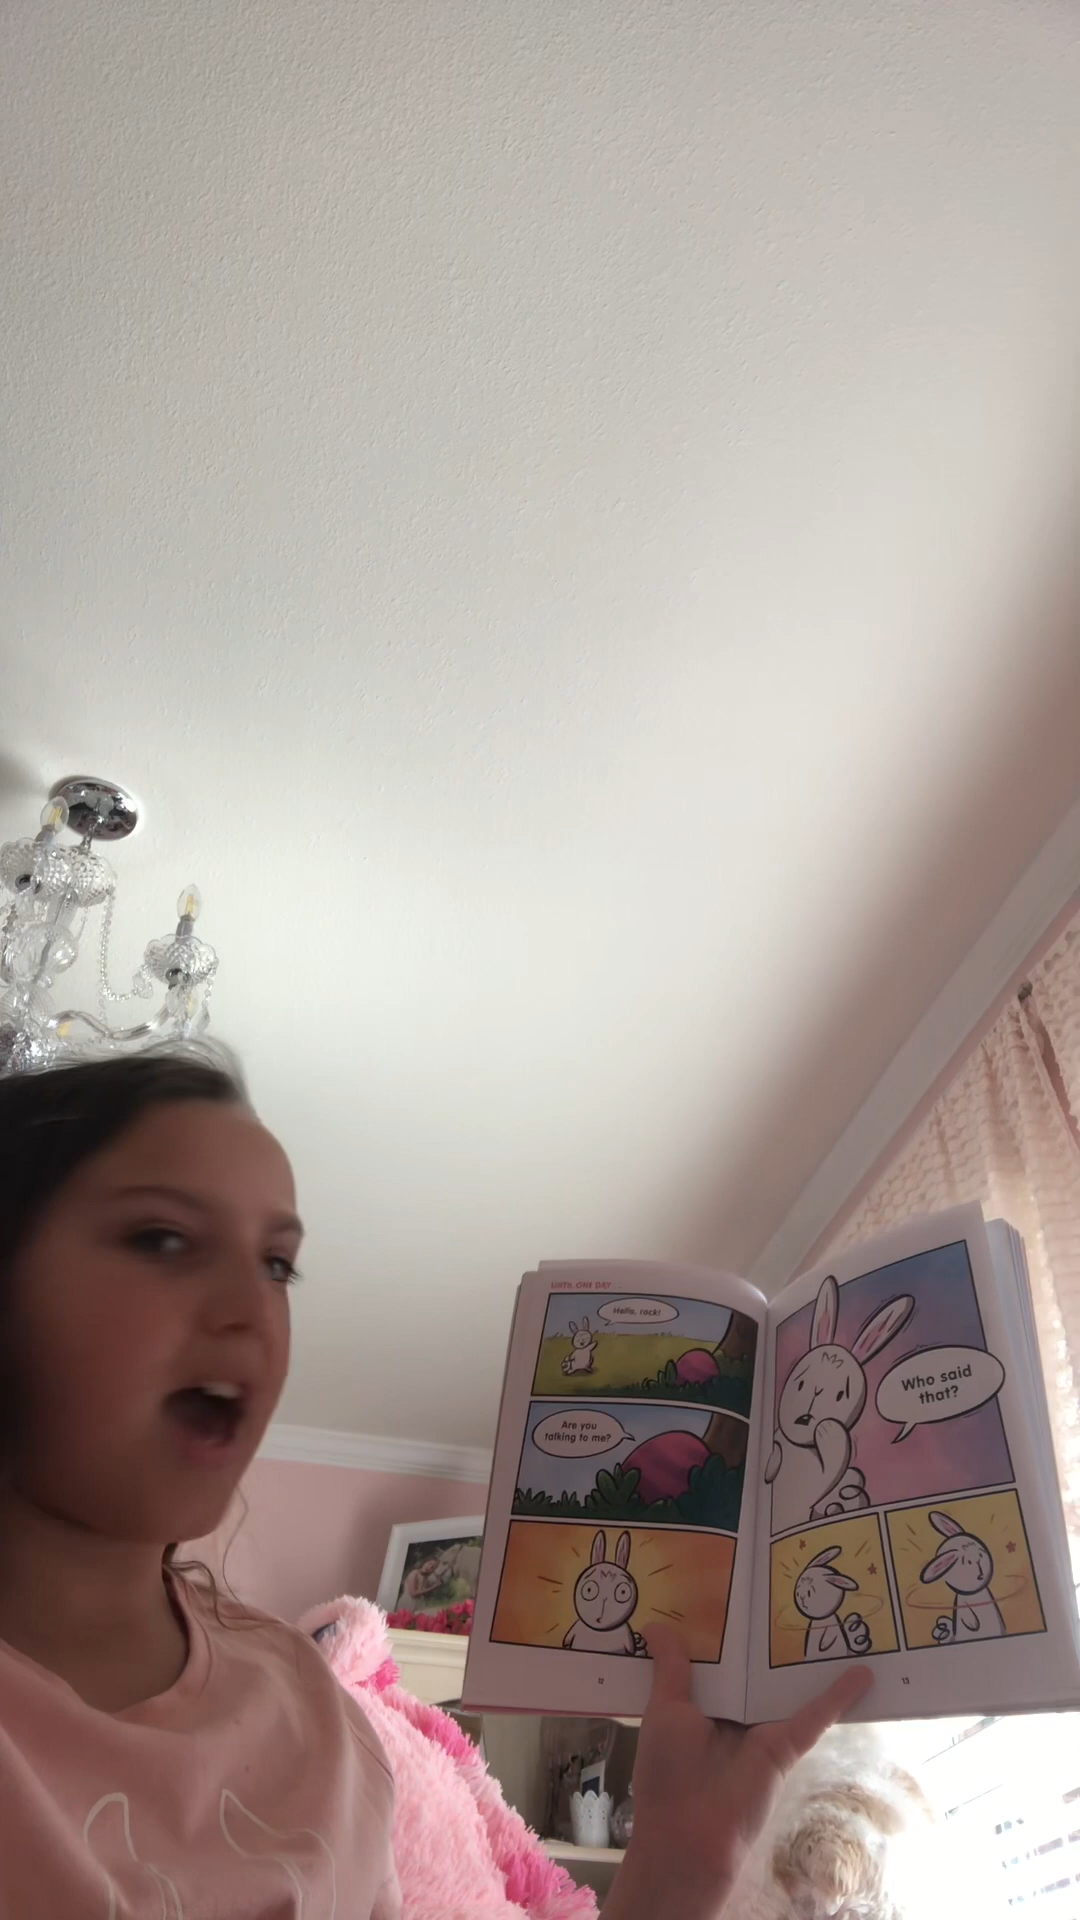 UNTIL ONE DAY . . .
Hello, rock!
Are you
talking to me?
12
Who said
that?
13